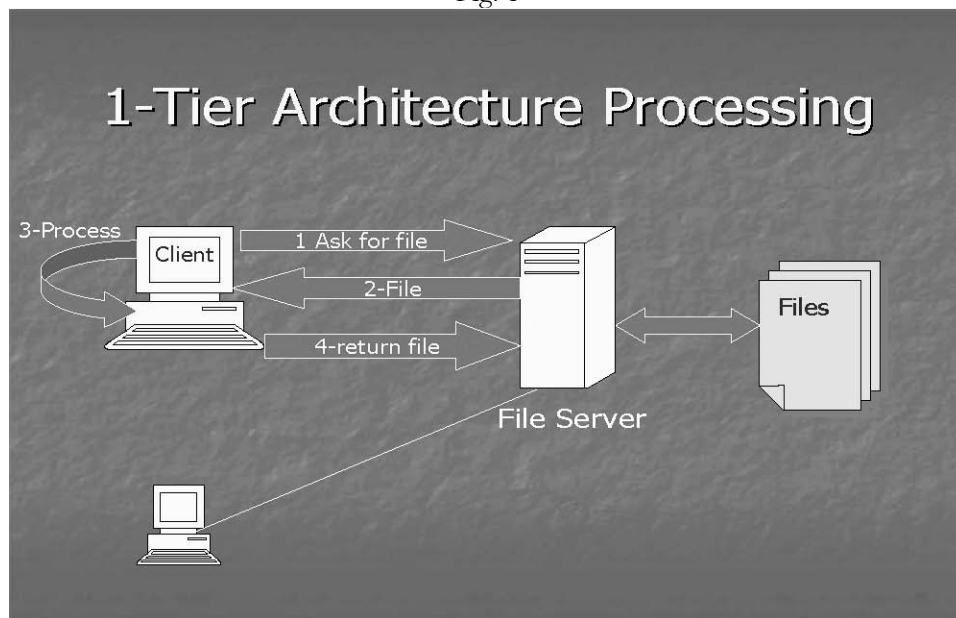 1-Tier Architecture Processing
3-Process
Client
1 Ask for file
2-File
4-return file
Files
File Server